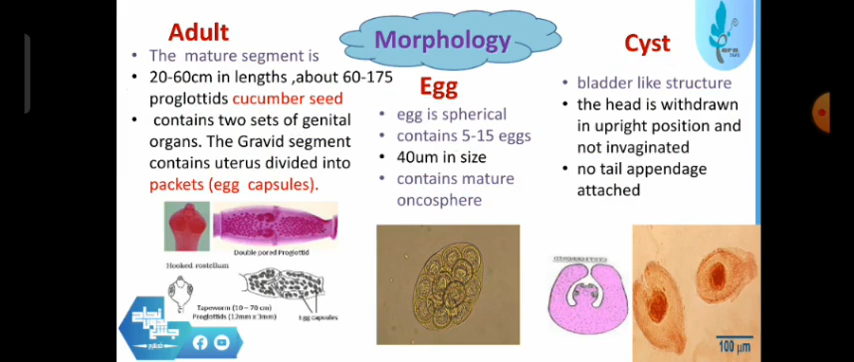 Morphology
Adult
• The mature segment is
• 20-60cm in lengths ,about 60-175
proglottids cucumber seed
• contains two sets of genital
organs. The Gravid segment
contains uterus divided into
packets (egg capsules).
Double pored Proglottid
Hooked rostellum
Tapeworm (10 – 70 cm)
Proglottids (12mm x 3mm)
Egg capsules
Egg
• egg is spherical
• contains 5-15 eggs
• 40um in size
• contains mature
oncosphere
Cyst
• bladder like structure
• the head is withdrawn
in upright position and
not invaginated
• no tail appendage
attached
100 µm